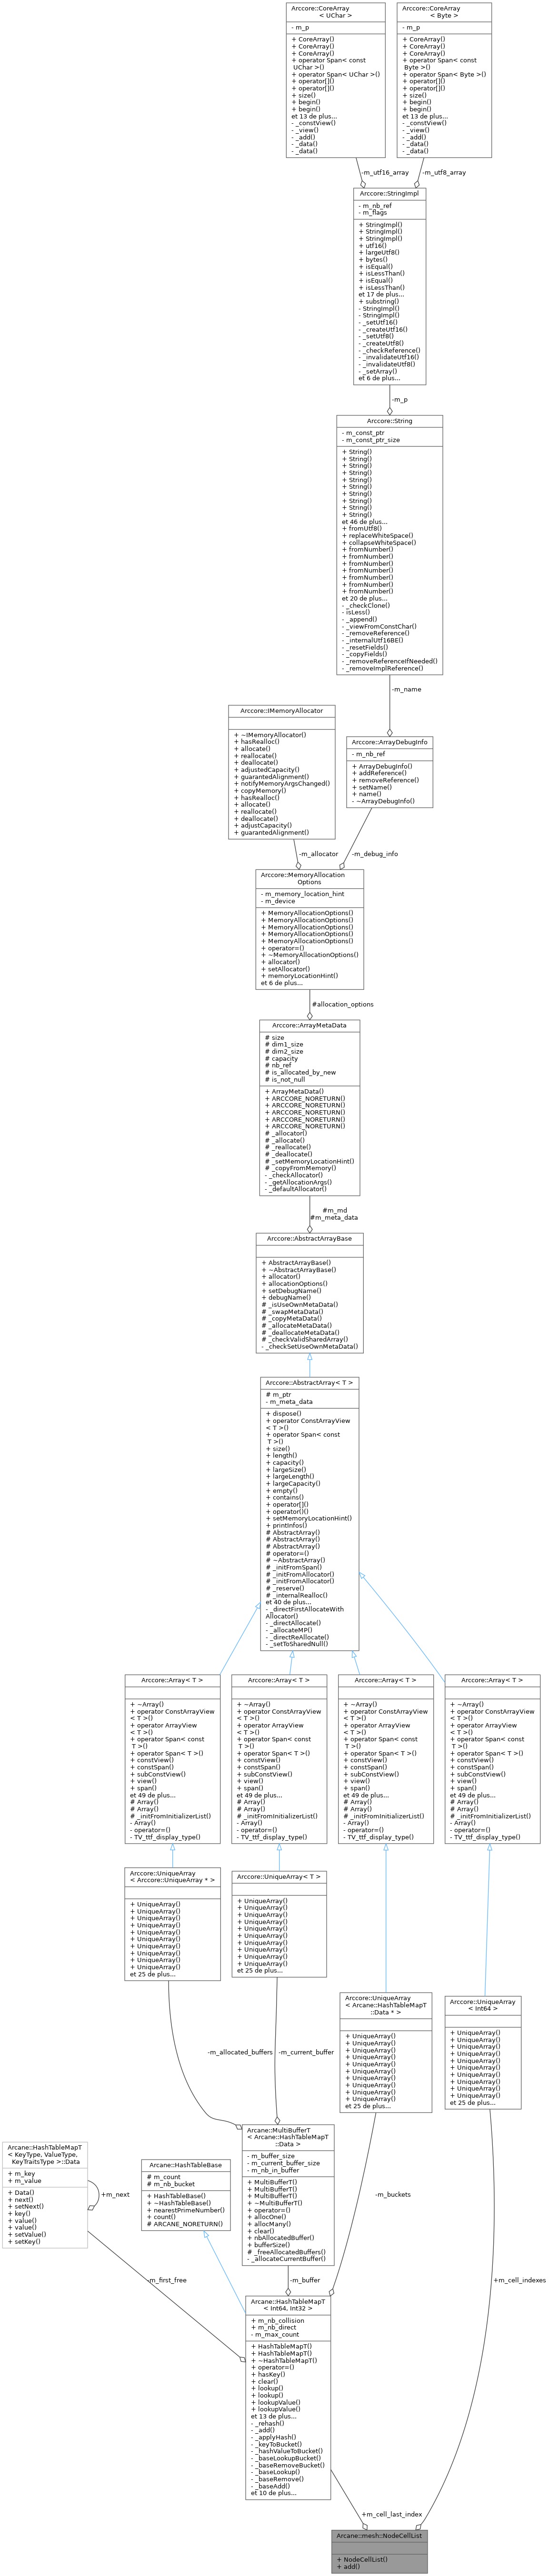 Arccore::CoreArray
< UChar >
- m_p
+ CoreArray()
+ CoreArray()
+ CoreArray()
+ operator Span< const
UChar >()
+ operator Span< UChar >()
+ operator[]()
+ operator[]()
+ size()
+ begin()
+ begin()
et 13 de plus...
- _constView()
- _view()
- _add()
- _data()
- _data()
Arccore::CoreArray
< Byte >
- m_p
+ CoreArray()
+ CoreArray()
+ CoreArray()
+ operator Span< const
Byte >()
+ operator Span< Byte >()
+ operator[]()
+ operator[]()
+ size()
+ begin()
+ begin()
et 13 de plus...
- _constView()
- _view()
- _add()
- _data()
- _data()
-m_utf16_array
-m_utf8_array
Arccore::StringImpl
- m_nb_ref
- m_flags
+ StringImpl()
+ StringImpl()
+ StringImpl()
+ utf16()
+ largeUtf8()
+ bytes()
+ isEqual()
+ isLessThan()
+ isEqual()
+ isLessThan()
et 17 de plus...
+ substring()
- StringImpl()
- StringImpl()
- _setUtf16()
- _createUtf16()
- _setUtf8()
- _createUtf8()
- _checkReference()
- _invalidateUtf16()
- _invalidateUtf8()
- _setArray()
et 6 de plus...
-m_p
Arccore::String
- m_const_ptr
- m_const_ptr_size
+ String()
+ String()
+ String()
+ String()
+ String()
+ String()
+ String()
+ String()
+ String()
+ String()
et 46 de plus...
+ fromUtf8()
+ replaceWhiteSpace()
+ collapseWhiteSpace()
+ fromNumber()
+ fromNumber()
+ fromNumber()
+ fromNumber()
+ fromNumber()
+ fromNumber()
+ fromNumber()
et 20 de plus...
- _checkClone()
- isLess()
- _append()
- _viewFromConstChar()
- _removeReference()
- _internalUtf16BE()
- _resetFields()
- _copyFields()
- _removeReferenceIfNeeded()
- _removeImplReference()
-m_name
Arccore::IMemoryAllocator
+ ~IMemoryAllocator()
+ hasRealloc()
+ allocate()
+ reallocate()
+ deallocate()
+ adjustedCapacity()
+ guarantedAlignment()
+ notifyMemoryArgsChanged()
+ copyMemory()
+ hasRealloc()
+ allocate()
+ reallocate()
+ deallocate()
+ adjustCapacity()
+ guarantedAlignment()
Arccore::ArrayDebugInfo
- m_nb_ref
+ ArrayDebugInfo()
+ addReference()
+ removeReference()
+ setName()
+ name()
- ~ArrayDebugInfo()
-m_allocator
-m_debug_info
Arccore::MemoryAllocation
Options
- m_memory_location_hint
- m_device
+ MemoryAllocationOptions()
+ MemoryAllocationOptions()
+ MemoryAllocationOptions()
+ MemoryAllocationOptions()
+ MemoryAllocationOptions()
+ operator=()
+ ~MemoryAllocationOptions()
+ allocator()
+ setAllocator()
+ memoryLocationHint()
et 6 de plus...
#allocation_options
Arccore::ArrayMetaData
# size
# dim1_size
# dim2_size
# capacity
# nb_ref
# is_allocated_by_new
# is_not_null
+ ArrayMetaData()
+ ARCCORE_NORETURN()
+ ARCCORE_NORETURN()
+ ARCCORE_NORETURN()
+ ARCCORE_NORETURN()
+ ARCCORE_NORETURN()
# _allocator()
# _allocate()
# _reallocate()
# _deallocate()
# _setMemoryLocationHint()
# _copyFromMemory()
- _checkAllocator()
- _getAllocationArgs()
- _defaultAllocator()
#m_md
#m_meta_data
Arccore::AbstractArrayBase
+ AbstractArrayBase()
+ ~AbstractArrayBase()
+ allocator()
+ allocationOptions()
+ setDebugName()
+ debugName()
# _isUseOwnMetaData()
# _swapMetaData()
# _copyMetaData()
# _allocateMetaData()
# _deallocateMetaData()
# _checkValidSharedArray()
- _checkSetUseOwnMetaData()
Arccore::AbstractArray< T >
# m_ptr
- m_meta_data
+ dispose()
+ operator ConstArrayView
< T >()
+ operator Span< const
T >()
+ size()
+ length()
+ capacity()
+ largeSize()
+ largeLength()
+ largeCapacity()
+ empty()
+ contains()
+ operator[]()
+ operator()()
+ setMemoryLocationHint()
+ printInfos()
# AbstractArray()
# AbstractArray()
# AbstractArray()
# operator=()
# ~AbstractArray()
# _initFromSpan()
# _initFromAllocator()
# _initFromAllocator()
# _reserve()
# _internalRealloc()
et 40 de plus...
- _directFirstAllocateWith
Allocator()
- _directAllocate()
- _allocateMP()
- _directReAllocate()
- _setToSharedNull()
Arccore::Array< T >
+ ~Array()
+ operator ConstArrayView
< T >()
+ operator ArrayView
< T >()
+ operator Span< const
T >()
+ operator Span< T >()
+ constView()
+ constSpan()
+ subConstView()
+ view()
+ span()
et 49 de plus...
# Array()
# Array()
# _initFromInitializerList()
- Array()
- operator=()
- TV_ttf_display_type()
Arccore::Array< T >
+ ~Array()
+ operator ConstArrayView
< T >()
+ operator ArrayView
< T >()
+ operator Span< const
T >()
+ operator Span< T >()
+ constView()
+ constSpan()
+ subConstView()
+ view()
+ span()
et 49 de plus...
# Array()
# Array()
# _initFromInitializerList()
- Array()
- operator=()
- TV_ttf_display_type()
Arccore::Array< T >
+ ~Array()
+ operator ConstArrayView
< T >()
+ operator ArrayView
< T >()
+ operator Span< const
T >()
+ operator Span< T >()
+ constView()
+ constSpan()
+ subConstView()
+ view()
+ span()
et 49 de plus...
# Array()
# Array()
# _initFromInitializerList()
- Array()
- operator=()
- TV_ttf_display_type()
Arccore::Array< T >
+ ~Array()
+ operator ConstArrayView
< T >()
+ operator ArrayView
< T >()
+ operator Span< const
T >()
+ operator Span< T >()
+ constView()
+ constSpan()
+ subConstView()
+ view()
+ span()
et 49 de plus...
# Array()
# Array()
# _initFromInitializerList()
- Array()
- operator=()
- TV_ttf_display_type()
Arccore::UniqueArray
< Arccore::UniqueArray * >
+ UniqueArray()
+ UniqueArray()
+ UniqueArray()
+ UniqueArray()
+ UniqueArray()
+ UniqueArray()
+ UniqueArray()
+ UniqueArray()
+ UniqueArray()
+ UniqueArray()
et 25 de plus...
Arccore::UniqueArray< T >
+ UniqueArray()
+ UniqueArray()
+ UniqueArray()
+ UniqueArray()
+ UniqueArray()
+ UniqueArray()
+ UniqueArray()
+ UniqueArray()
+ UniqueArray()
+ UniqueArray()
et 25 de plus...
Arccore::UniqueArray
< Arcane::HashTableMapT
::Data * >
+ UniqueArray()
+ UniqueArray()
+ UniqueArray()
+ UniqueArray()
+ UniqueArray()
+ UniqueArray()
+ UniqueArray()
+ UniqueArray()
+ UniqueArray()
+ UniqueArray()
et 25 de plus...
Arccore::UniqueArray
< Int64 >
+ UniqueArray()
+ UniqueArray()
+ UniqueArray()
+ UniqueArray()
+ UniqueArray()
+ UniqueArray()
+ UniqueArray()
+ UniqueArray()
+ UniqueArray()
+ UniqueArray()
et 25 de plus...
-m_allocated_buffers
-m_current_buffer
Arcane::HashTableMapT
< KeyType, ValueType,
KeyTraitsType >::Data
+ m_key
+ m_value
+ Data()
+ next()
+ setNext()
+ key()
+ value()
+ value()
+ setValue()
+ setKey()
+m_next
Arcane::HashTableBase
# m_count
# m_nb_bucket
+ HashTableBase()
+ ~HashTableBase()
+ nearestPrimeNumber()
+ count()
# ARCANE_NORETURN()
Arcane::MultiBufferT
< Arcane::HashTableMapT
::Data >
- m_buffer_size
- m_current_buffer_size
- m_nb_in_buffer
+ MultiBufferT()
+ MultiBufferT()
+ MultiBufferT()
+ ~MultiBufferT()
+ operator=()
+ allocOne()
+ allocMany()
+ clear()
+ nbAllocatedBuffer()
+ bufferSize()
# _freeAllocatedBuffers()
- _allocateCurrentBuffer()
-m_buckets
-m_first_free
-m_buffer
+m_cell_indexes
Arcane::HashTableMapT
< Int64, Int32 >
+ m_nb_collision
+ m_nb_direct
- m_max_count
+ HashTableMapT()
+ HashTableMapT()
+ ~HashTableMapT()
+ operator=()
+ hasKey()
+ clear()
+ lookup()
+ lookup()
+ lookupValue()
+ lookupValue()
et 13 de plus...
- _rehash()
- _add()
- _applyHash()
- _keyToBucket()
- _hashValueToBucket()
- _baseLookupBucket()
- _baseRemoveBucket()
- _baseLookup()
- _baseRemove()
- _baseAdd()
et 10 de plus...
+m_cell_last_index
Arcane::mesh::NodeCellList
+ NodeCellList()
+ add()